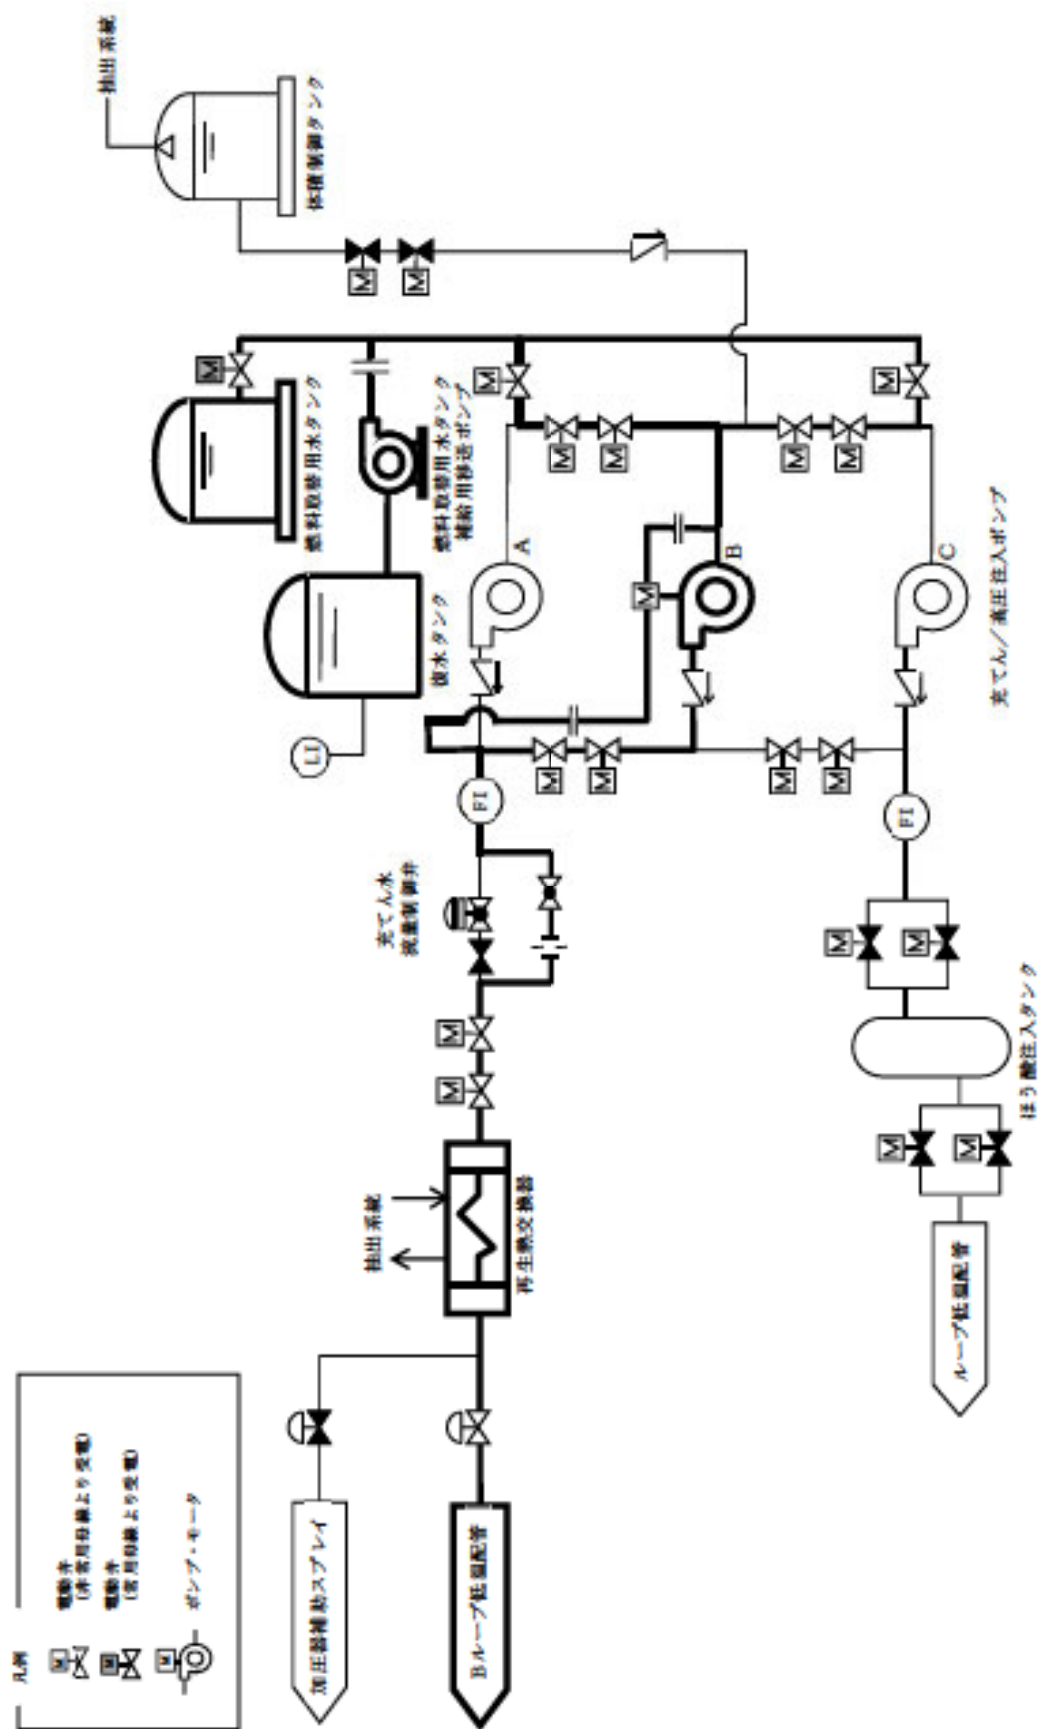 抽出系統
体積制御タンク
M
M
M
燃料取替用水タンク
燃料取替用水タンク
補給用移送ポンプ
復水タンク
LI
M
M
M
A
M
B
M
M
M
C
充てん/高圧注入ポンプ
M
M
M
M
FI
FI
充てん水
流量制御弁
M
M
M
M
ほう酸注入タンク
M
M
抽出系統
再生熱交換器
ループ低温配管
加圧器補助スプレイ
Bループ低温配管
凡例
M
電動弁
(非常用母線より受電)
M
電動弁
(常用母線より受電)
M
ポンプ・モータ